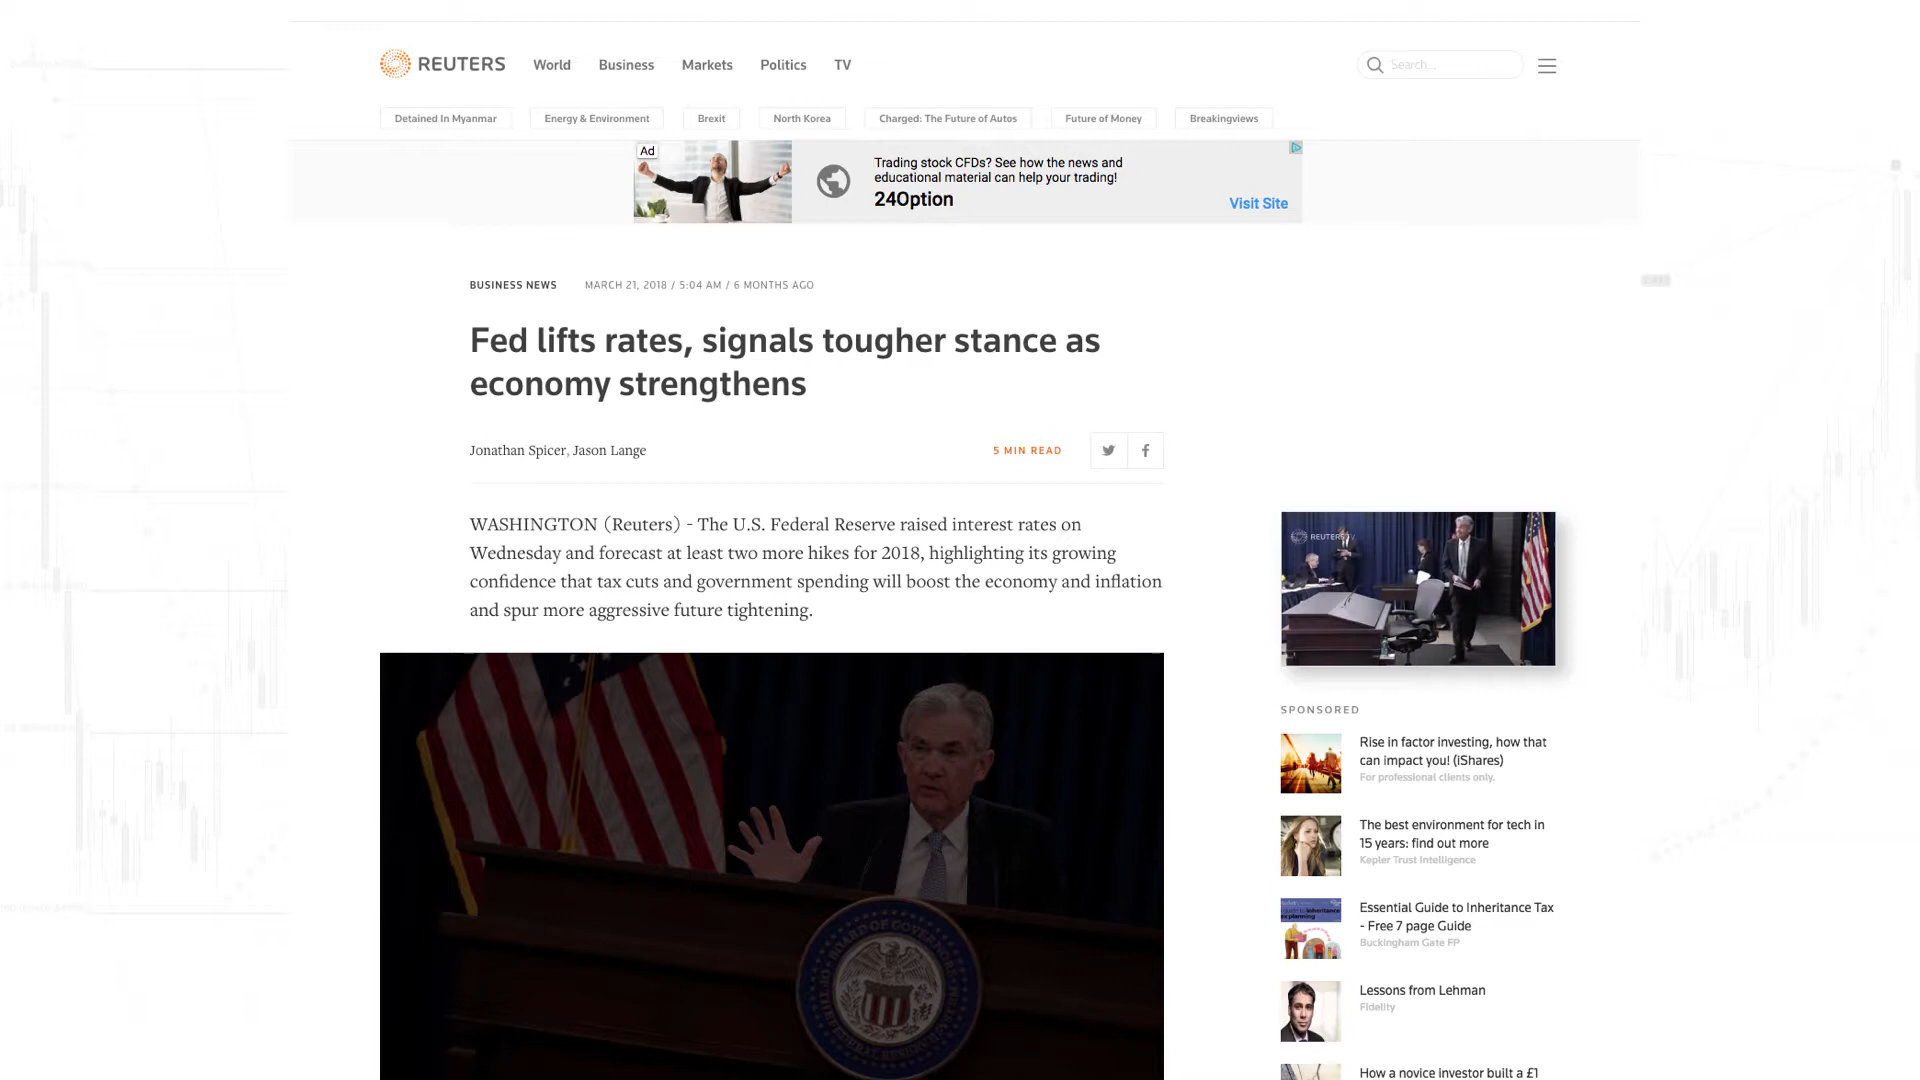 REUTERS
World Business Markets Politics TV
Search...
Detained In Myanmar Energy & Environment Brexit North Korea Charged: The Future of Autos Future of Money Breakingviews
Ad
Trading stock CFDs? See how the news and
educational material can help your trading!
24Option
Visit Site
BUSINESS NEWS MARCH 21, 2018 / 5:04 AM / 6 MONTHS AGO
Fed lifts rates, signals tougher stance as
economy strengthens
Jonathan Spicer, Jason Lange
5 MIN READ
WASHINGTON (Reuters) - The U.S. Federal Reserve raised interest rates on
Wednesday and forecast at least two more hikes for 2018, highlighting its growing
confidence that tax cuts and government spending will boost the economy and inflation
and spur more aggressive future tightening.
REUTERS TV
SPONSORED
Rise in factor investing, how that
can impact you! (iShares)
For professional clients only.
The best environment for tech in
15 years: find out more
Kepler Trust Intelligence
Essential Guide to Inheritance Tax
- Free 7 page Guide
Buckingham Gate FP
Lessons from Lehman
Fidelity
How a novice investor built a £1
BOARD OF GOVERNORS